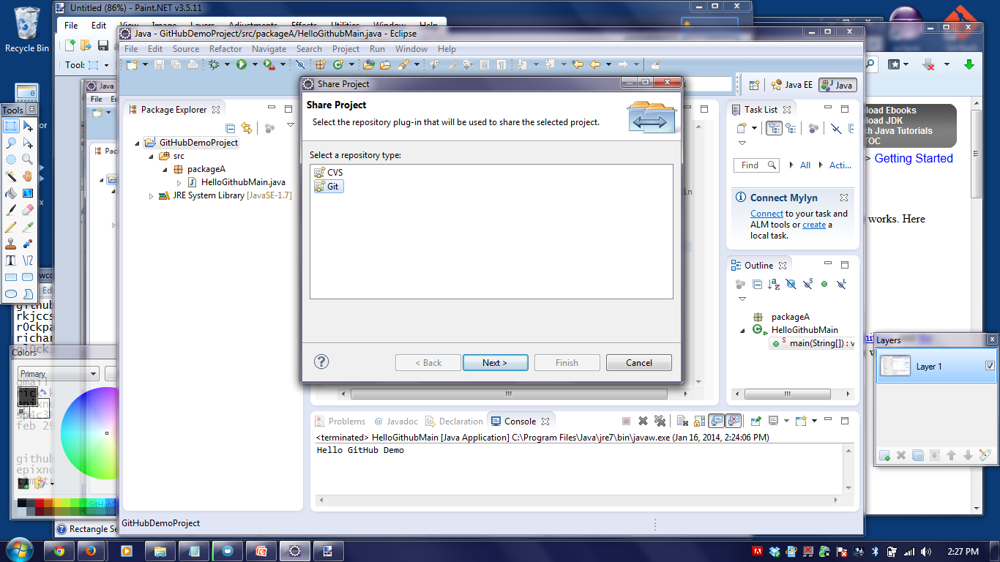 Untitled (86%) - Paint.NET v3.5.11
File Edit View Image Layers Adjustments Effects Utilities Window Help
Recycle Bin
Tool:
Java - GitHubDemoProject/src/packageA/HelloGithubMain.java - Eclipse
File Edit Source Refactor Navigate Search Project Run Window Help
Java EE
Java
Java
File Edi
Tools
Share Project
Share Project
Select the repository plug-in that will be used to share the selected project.
Select a repository type:
CVS
Git
< Back
Next >
Finish
Cancel
Package Explorer
GitHubDemoProject
src
packageA
HelloGithubMain.java
JRE System Library [JavaSE-1.7]
Task List
Find
All
Acti...
Connect Mylyn
Connect to your task and
ALM tools or create a
local task.
Outline
packageA
HelloGithubMain
main(String[]) : v
load Ebooks
load JDK
ch Java Tutorials
TOC
> Getting Started
works. Here
Problems
Javadoc
Declaration
Console
<terminated> HelloGithubMain [Java Application] C:\Program Files\Java\jre7\bin\javaw.exe (Jan 16, 2014, 2:24:06 PM)
Hello GitHub Demo
Layers
Layer 1
github
rkjccs
r0ckpa
richar
Colors
Primary
gmail
feb 29
github
epixno
GitHubDemoProject
Rectangle Se
2:27 PM